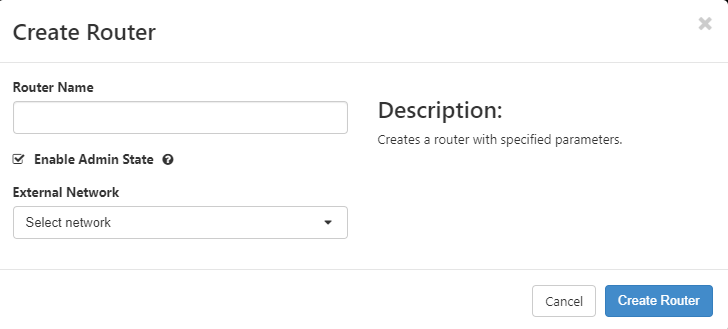 Create Router
×
Router Name
Description:
Creates a router with specified parameters.
Enable Admin State ?
External Network
Select network
Cancel
Create Router